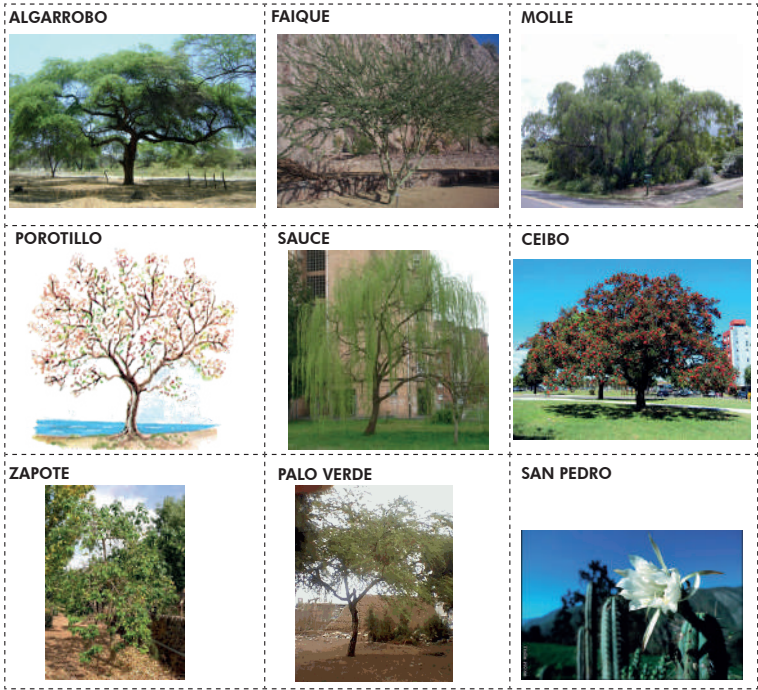 ALGARROBO
FAIQUE
MOLLE
POROTILLO
SAUCE
CEIBO
ZAPOTE
PALO VERDE
SAN PEDRO